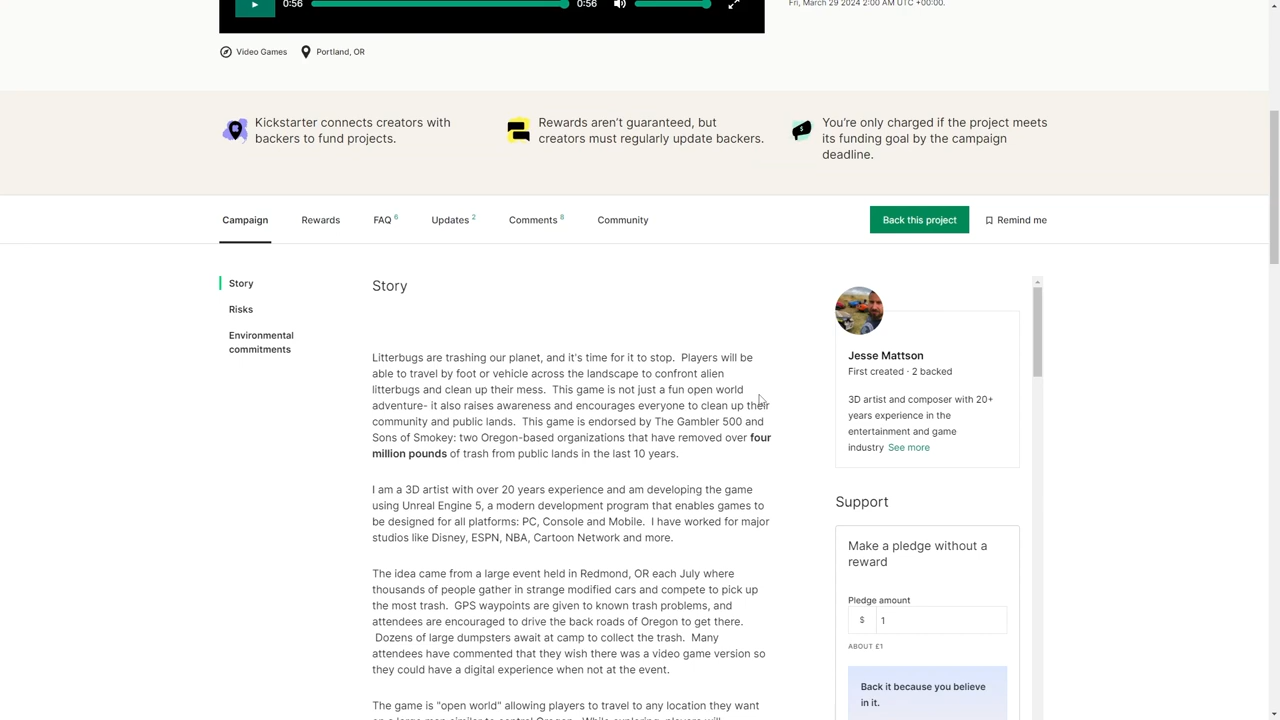 0:56
0:56
Fri, March 29 2024 2:00 AM UTC +00:00.
Video Games
Portland, OR
Kickstarter connects creators with
backers to fund projects.
Rewards aren't guaranteed, but
creators must regularly update backers.
You're only charged if the project meets
its funding goal by the campaign
deadline.
Campaign
Rewards
FAQ 6
Updates 2
Comments 8
Community
Back this project
Remind me
Story
Risks
Environmental
commitments
Story
Litterbugs are trashing our planet, and it's time for it to stop.  Players will be
able to travel by foot or vehicle across the landscape to confront alien
litterbugs and clean up their mess.  This game is not just a fun open world
adventure- it also raises awareness and encourages everyone to clean up their
community and public lands.  This game is endorsed by The Gambler 500 and
Sons of Smokey: two Oregon-based organizations that have removed over four
million pounds of trash from public lands in the last 10 years.
I am a 3D artist with over 20 years experience and am developing the game
using Unreal Engine 5, a modern development program that enables games to
be designed for all platforms: PC, Console and Mobile.  I have worked for major
studios like Disney, ESPN, NBA, Cartoon Network and more.
The idea came from a large event held in Redmond, OR each July where
thousands of people gather in strange modified cars and compete to pick up
the most trash.  GPS waypoints are given to known trash problems, and
attendees are encouraged to drive the back roads of Oregon to get there.
Dozens of large dumpsters await at camp to collect the trash.  Many
attendees have commented that they wish there was a video game version so
they could have a digital experience when not at the event.
The game is "open world" allowing players to travel to any location they want
Jesse Mattson
First created · 2 backed
3D artist and composer with 20+
years experience in the
entertainment and game
industry See more
Support
Make a pledge without a
reward
Pledge amount
$ 1
ABOUT £1
Back it because you believe
in it.